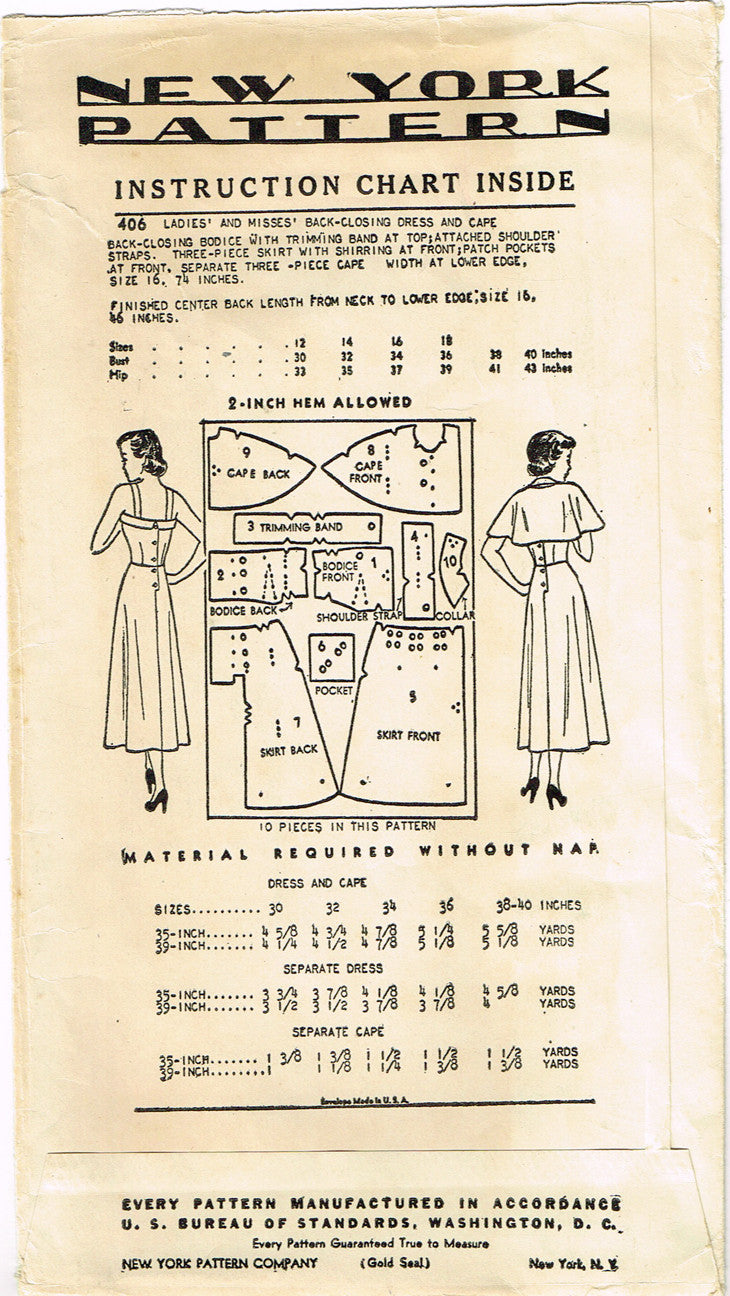 NEW YORK
PATTERN
INSTRUCTION CHART INSIDE
406 LADIES' AND MISSES' BACK-CLOSING DRESS AND CAPE
BACK-CLOSING BODICE WITH TRIMMING BAND AT TOP;ATTACHED SHOULDER
STRAPS. THREE-PIECE SKIRT WITH SHIRRING AT FRONT;PATCH POCKETS
AT FRONT. SEPARATE THREE -PIECE CAPE WIDTH AT LOWER EDGE,
SIZE 16, 74 INCHES.
FINISHED CENTER BACK LENGTH FROM NECK TO LOWER EDGE;SIZE 16,
46 INCHES.
Sizes . . . . . . 12 14 16 18
Bust . . . . . . 30 32 34 36 38 40 Inches
Hip . . . . . . 33 35 37 39 41 43 Inches
2-INCH HEM ALLOWED
9
CAPE BACK
8
CAPE
FRONT
3 TRIMMING BAND
4
2
BODICE
FRONT
1
10
BODICE BACK
SHOULDER STRAP
COLLAR
6
POCKET
5
7
SKIRT BACK
SKIRT FRONT
10 PIECES IN THIS PATTERN
MATERIAL REQUIRED WITHOUT NAP.
DRESS AND CAPE
SIZES.......... 30 32 34 36 38-40 INCHES
35-INCH....... 4 5/8 4 3/4 4 7/8 5 1/4 5 5/8 YARDS
39-INCH....... 4 1/4 4 1/2 4 7/8 5 1/8 5 1/8 YARDS
SEPARATE DRESS
35-INCH....... 3 3/4 3 7/8 4 1/8 4 1/8 4 5/8 YARDS
39-INCH....... 3 1/2 3 1/2 3 7/8 3 7/8 4 YARDS
SEPARATE CAPE
35-INCH....... 1 3/8 1 3/8 1 1/2 1 1/2 1 1/2 YARDS
39-INCH........1 1 1/8 1 1/4 1 3/8 1 3/8 YARDS
Envelope Made in U. S. A.
EVERY PATTERN MANUFACTURED IN ACCORDANCE
U. S. BUREAU OF STANDARDS, WASHINGTON, D. C.
Every Pattern Guaranteed True to Measure
NEW YORK PATTERN COMPANY (Gold Seal) New York, N. Y.